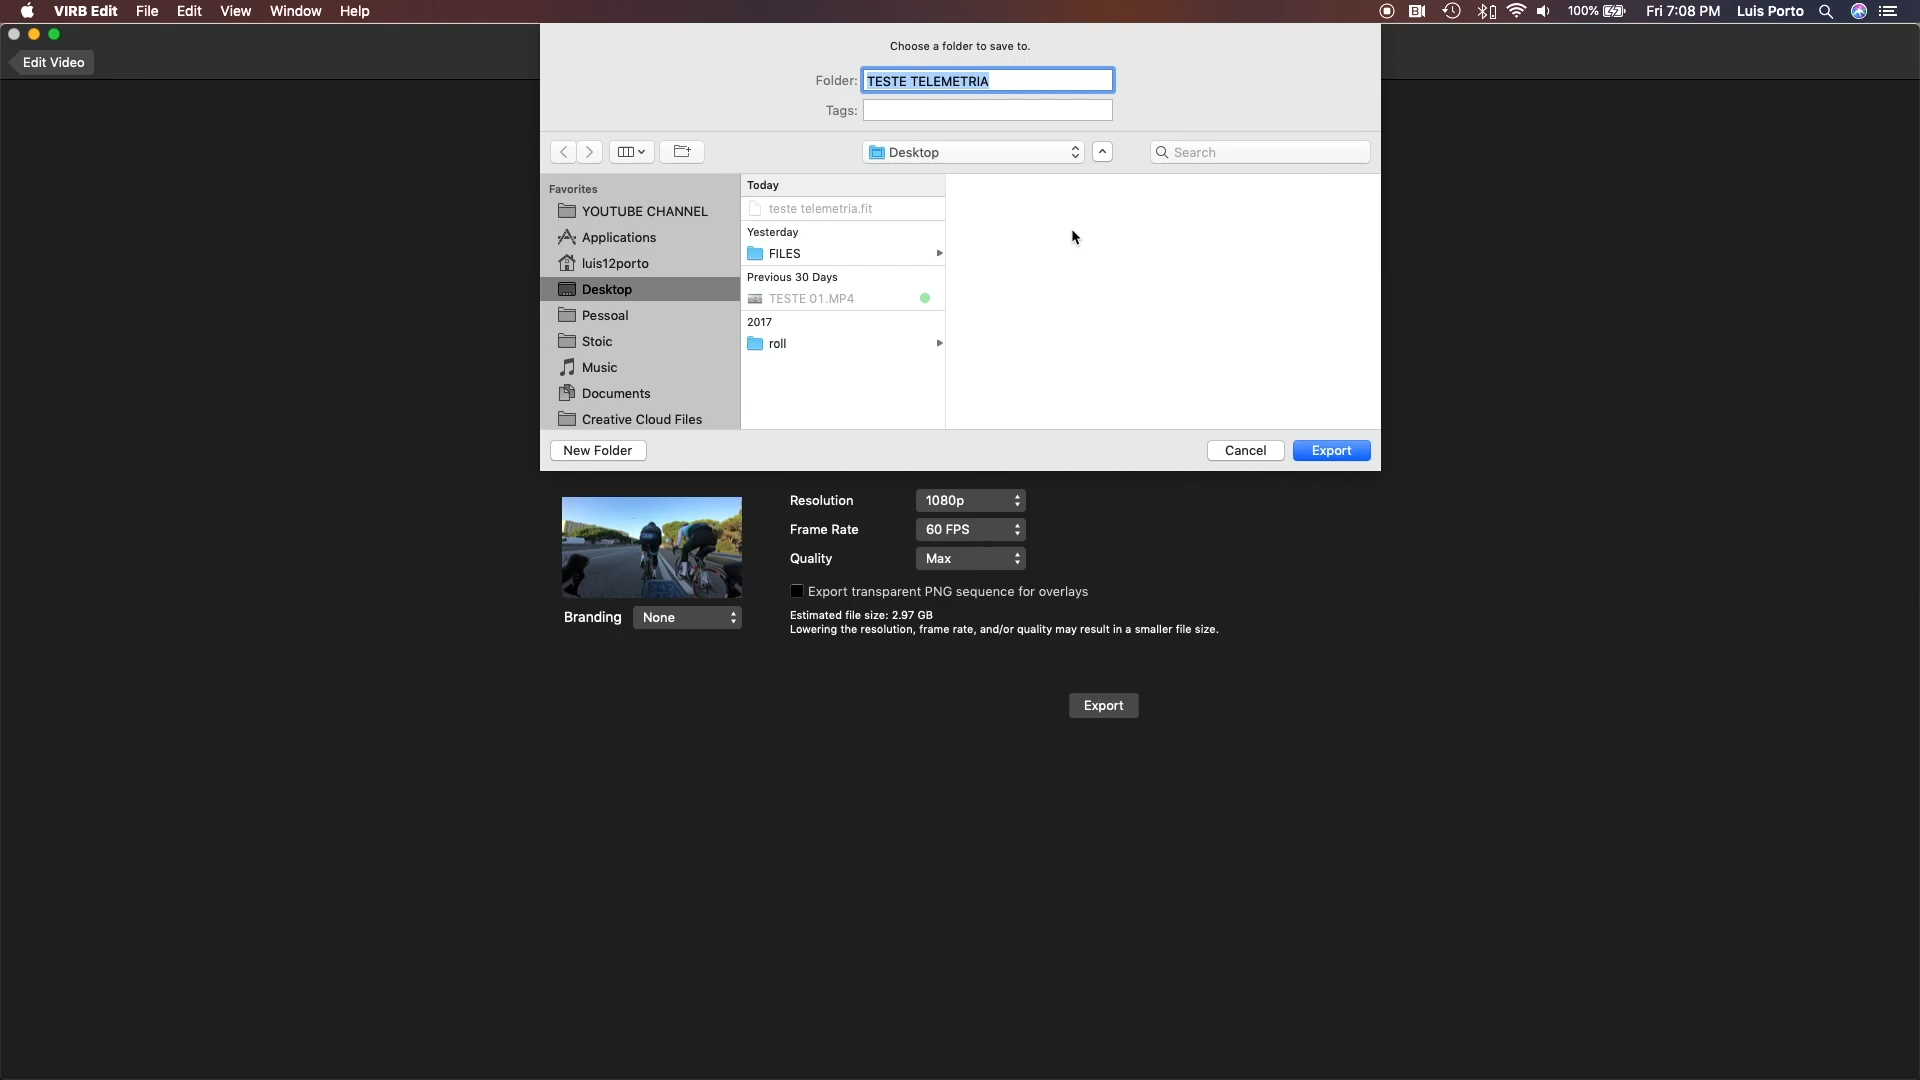 VIRB Edit File Edit View Window Help 100% Fri 7:08 PM Luis Porto
Edit Video
Choose a folder to save to.
Folder: TESTE TELEMETRIA
Tags:
Desktop
Search
Favorites
YOUTUBE CHANNEL
Applications
luis12porto
Desktop
Pessoal
Stoic
Music
Documents
Creative Cloud Files
Today
teste telemetria.fit
Yesterday
FILES
Previous 30 Days
TESTE 01.MP4
2017
roll
New Folder
Cancel
Export
Resolution 1080p
Frame Rate 60 FPS
Quality Max
Export transparent PNG sequence for overlays
Estimated file size: 2.97 GB
Lowering the resolution, frame rate, and/or quality may result in a smaller file size.
Branding None
Export